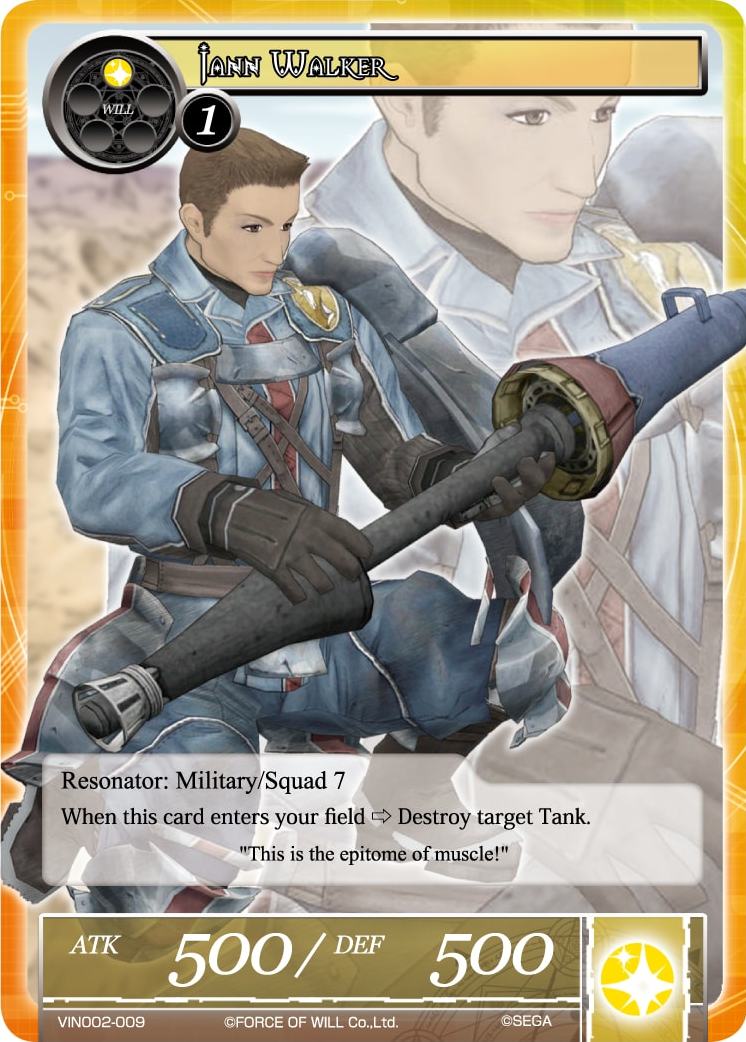 Jann Walker
WILL
1
Resonator: Military/Squad 7
When this card enters your field ⇨ Destroy target Tank.
"This is the epitome of muscle!"
ATK 500 / DEF 500
VIN002-009 ©FORCE OF WILL Co.,Ltd. ©SEGA